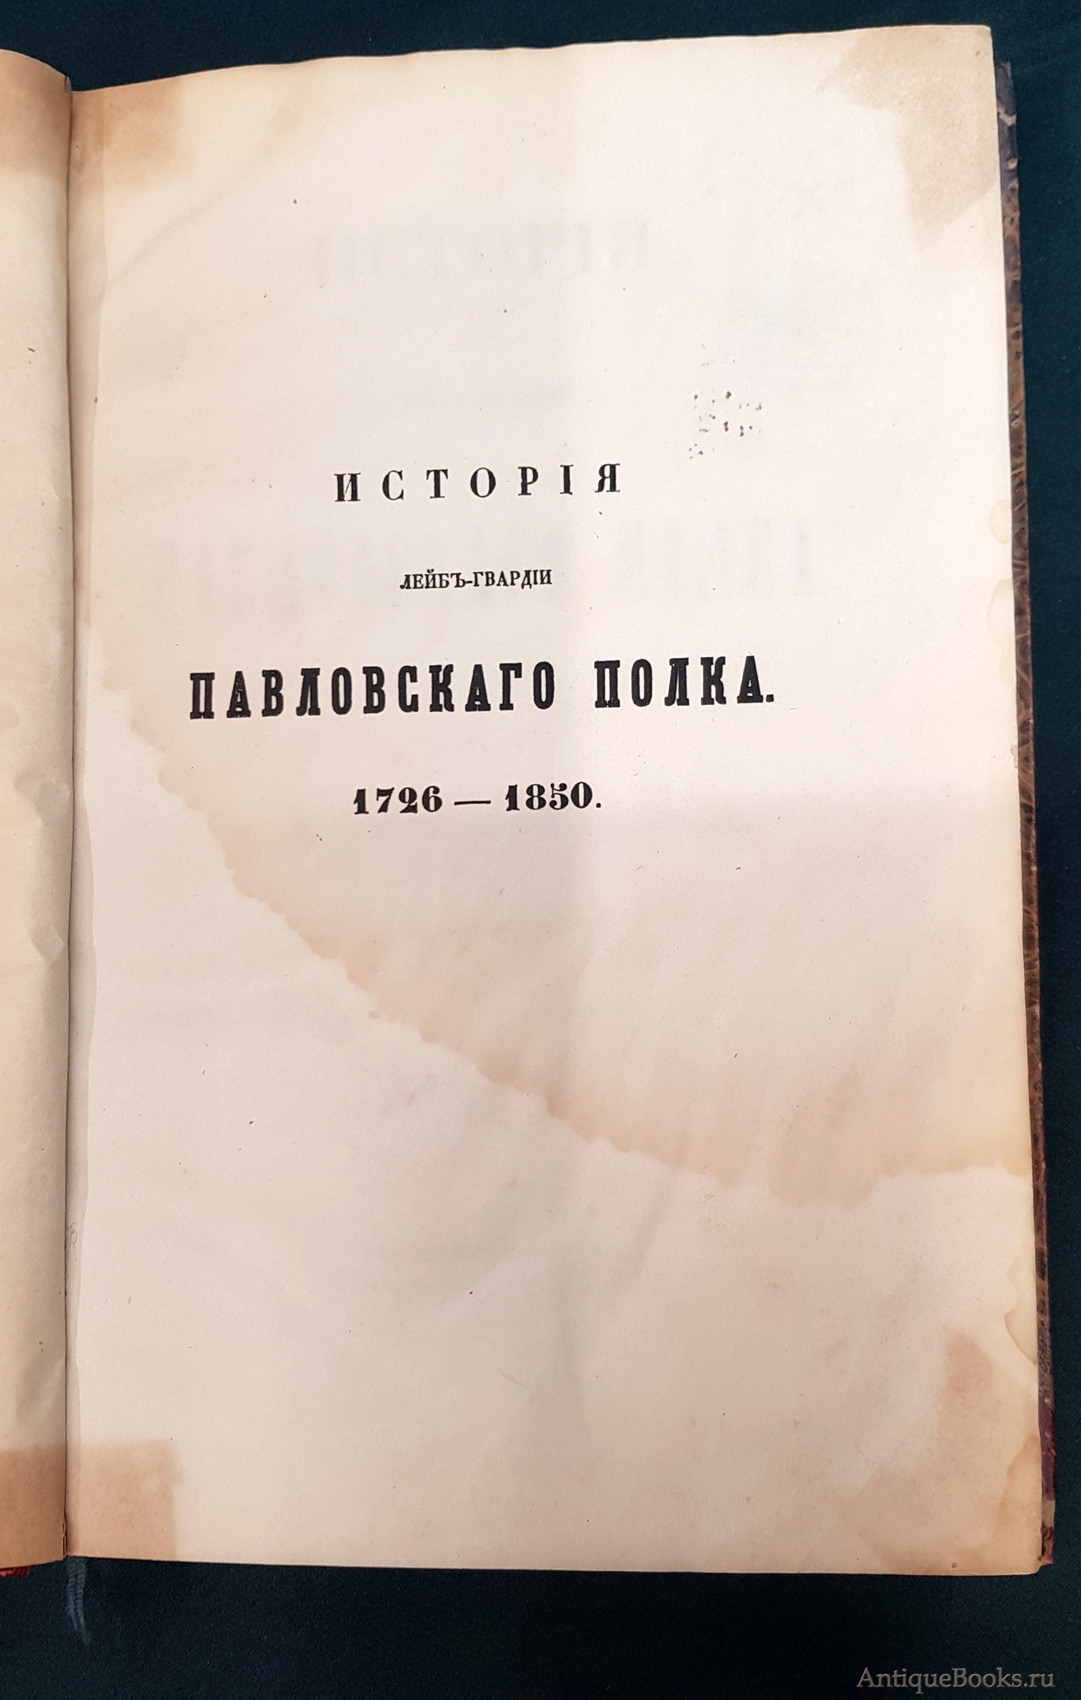 ИСТОРІЯ
ЛЕЙБЪ-ГВАРДІИ
ПАВЛОВСКАГО ПОЛКА.
1726 — 1850.
AntiqueBooks.ru